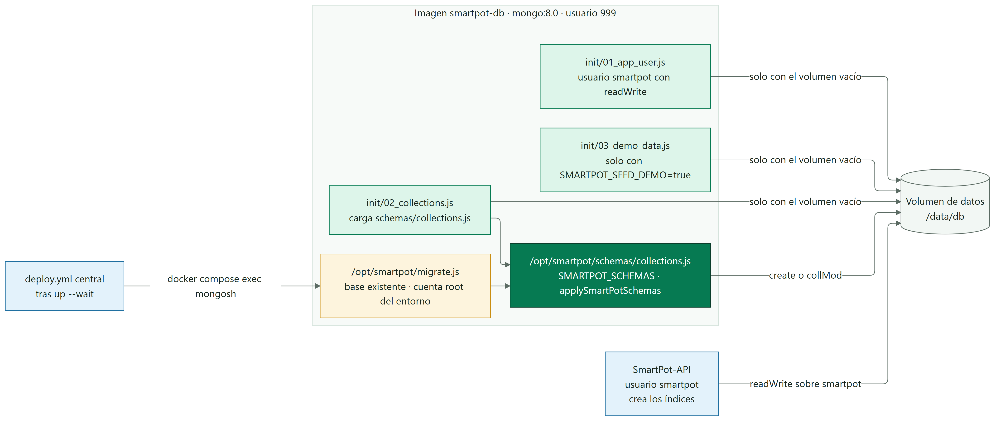 Imagen smartpot-db · mongo:8.0 · usuario 999
init/01_app_user.js
usuario smartpot con
readWrite
solo con el volumen vacío
init/03_demo_data.js
solo con
SMARTPOT_SEED_DEMO=true
solo con el volumen vacío
init/02_collections.js
carga schemas/collections.js
solo con el volumen vacío
Volumen de datos
/data/db
deploy.yml central
tras up --wait
docker compose exec
mongosh
/opt/smartpot/migrate.js
base existente · cuenta root
del entorno
/opt/smartpot/schemas/collections.js
SMARTPOT_SCHEMAS ·
applySmartPotSchemas
create o collMod
SmartPot-API
usuario smartpot
crea los índices
readWrite sobre smartpot